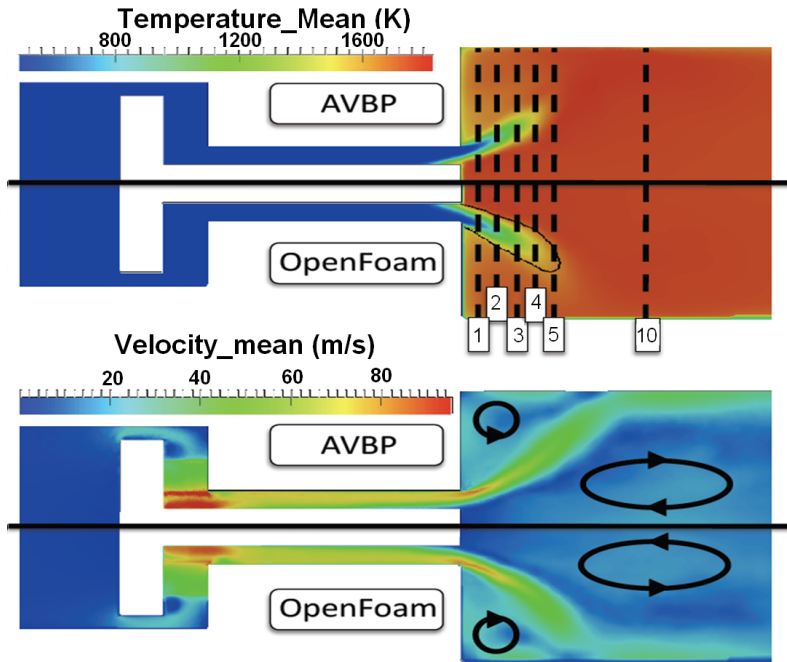 Temperature_Mean (K)
800 1200 1600
AVBP
OpenFoam
2 4
1 3 5 10
Velocity_mean (m/s)
20 40 60 80
AVBP
OpenFoam